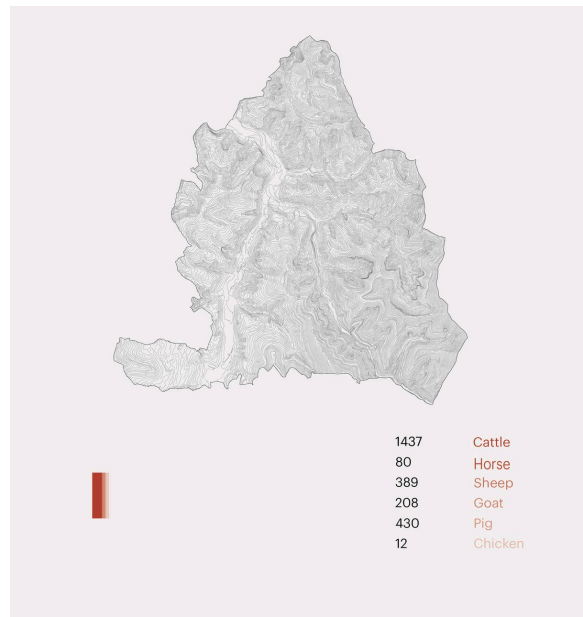 1437 Cattle
80 Horse
389 Sheep
208 Goat
430 Pig
12 Chicken